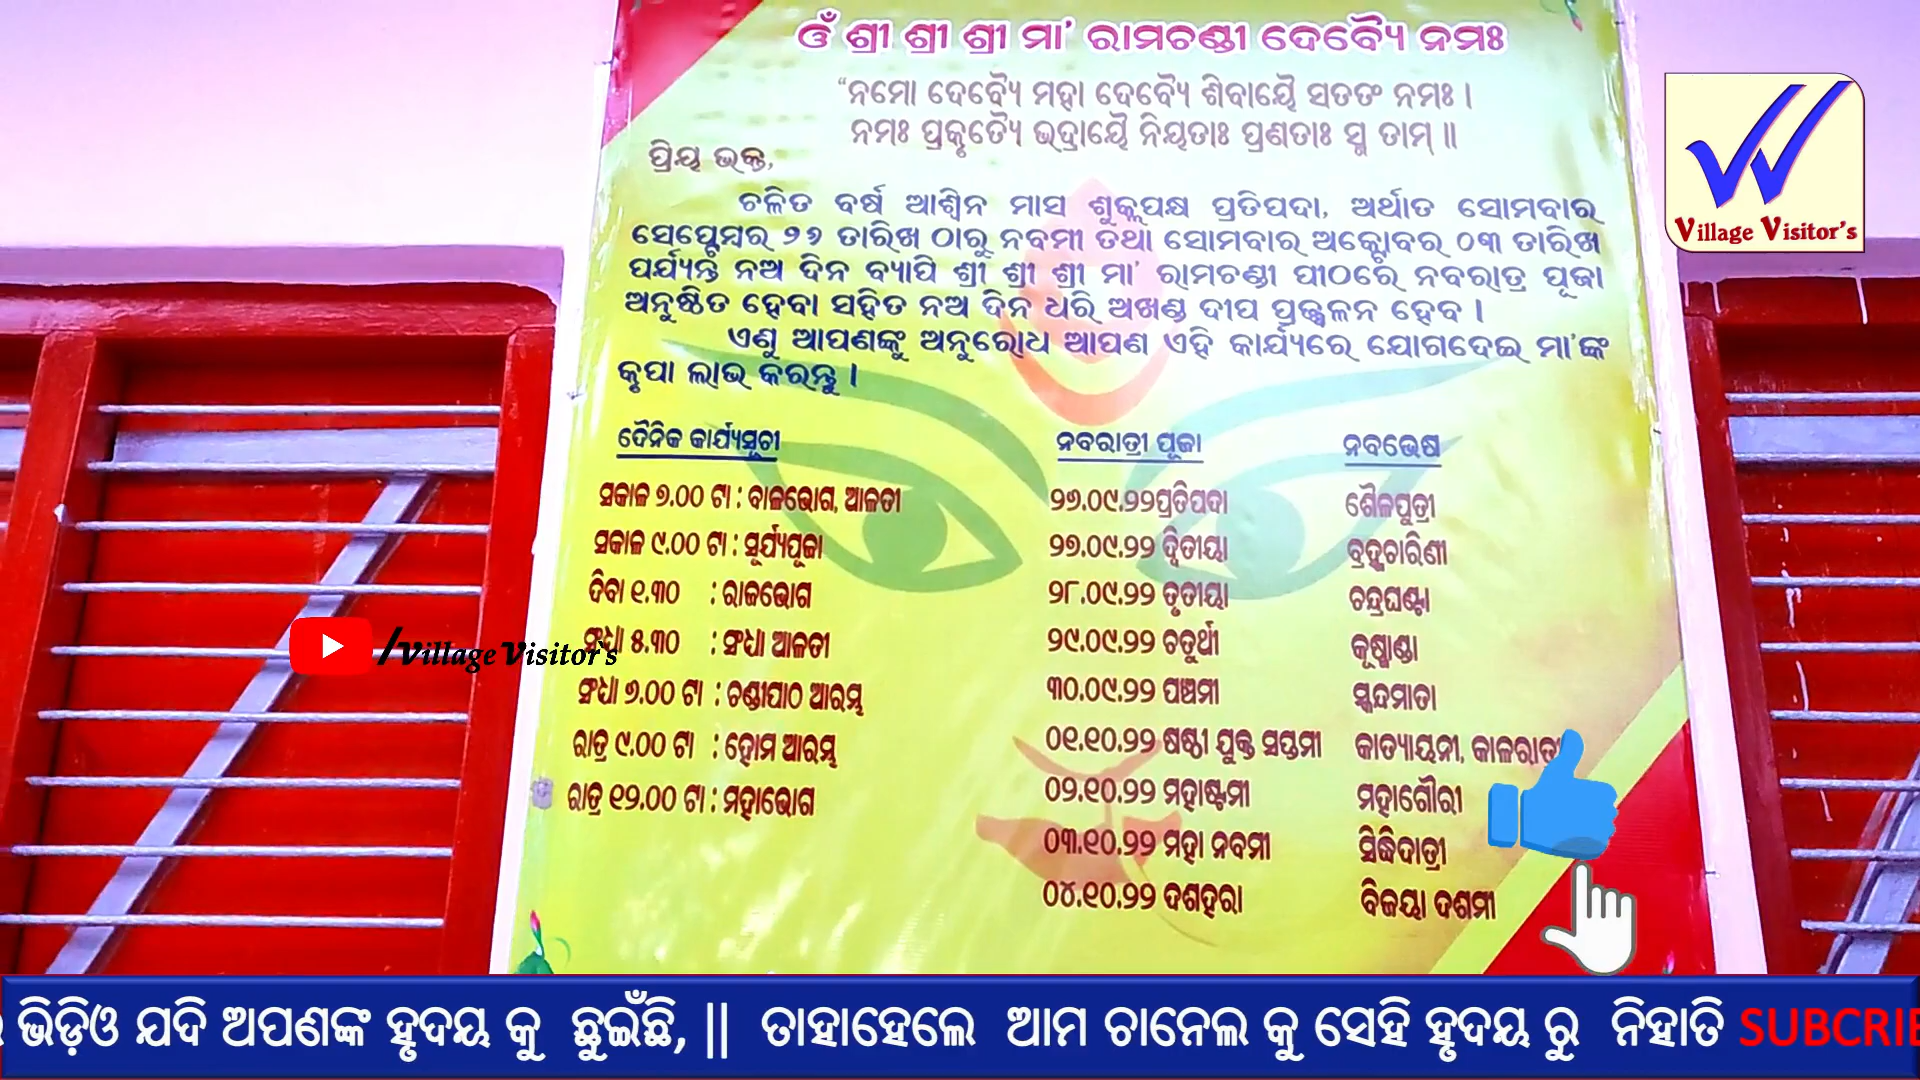 ଓଁ ଶ୍ରୀ ଶ୍ରୀ ଶ୍ରୀ ମା' ରାମଚଣ୍ଡୀ ଦେବ୍ୟୈ ନମଃ
“ନମୋ ଦେବ୍ୟୈ ମହା ଦେବ୍ୟୈ ଶିବାୟୈ ସତତଂ ନମଃ ।
ନମଃ ପ୍ରକୃତ୍ୟୈ ଭଦ୍ରାୟୈ ନିୟତାଃ ପ୍ରଣତାଃ ସ୍ମ ତାମ୍ ॥
ପ୍ରିୟ ଭକ୍ତ,
ଚଳିତ ବର୍ଷ ଆଶ୍ୱିନ ମାସ ଶୁକ୍ଲପକ୍ଷ ପ୍ରତିପଦା, ଅର୍ଥାତ ସୋମବାର
ସେପ୍ଟେମ୍ବର ୨୬ ତାରିଖ ଠାରୁ ନବମୀ ତଥା ସୋମବାର ଅକ୍ଟୋବର ୦୩ ତାରିଖ
ପର୍ଯ୍ୟନ୍ତ ନଅ ଦିନ ବ୍ୟାପି ଶ୍ରୀ ଶ୍ରୀ ଶ୍ରୀ ମା' ରାମଚଣ୍ଡୀ ପୀଠରେ ନବରାତ୍ର ପୂଜା
ଅନୁଷ୍ଠିତ ହେବା ସହିତ ନଅ ଦିନ ଧରି ଅଖଣ୍ଡ ଦୀପ ପ୍ରଜ୍ଜ୍ୱଳନ ହେବ ।
ଏଣୁ ଆପଣଙ୍କୁ ଅନୁରୋଧ ଆପଣ ଏହି କାର୍ଯ୍ୟରେ ଯୋଗଦେଇ ମା'ଙ୍କ
କୃପା ଲାଭ କରନ୍ତୁ ।
ଦୈନିକ କାର୍ଯ୍ୟସୂଚୀ
ସକାଳ ୭.୦୦ ଟା : ବାଳଭୋଗ, ଆଳତୀ
ସକାଳ ୯.୦୦ ଟା : ସୂର୍ଯ୍ୟପୂଜା
ଦିବା ୧.୩୦ : ରାଜଭୋଗ
ସଂଧ୍ୟା ୫.୩୦ : ସଂଧ୍ୟା ଆଳତୀ
ସଂଧ୍ୟା ୭.୦୦ ଟା : ଚଣ୍ଡୀପାଠ ଆରମ୍ଭ
ରାତ୍ର ୯.୦୦ ଟା : ହୋମ ଆରମ୍ଭ
ରାତ୍ର ୧୨.୦୦ ଟା : ମହାଭୋଗ
ନବରାତ୍ରୀ ପୂଜା ନବଭେଷ
୨୬.୦୯.୨୨ପ୍ରତିପଦା ଶୈଳପୁତ୍ରୀ
୨୭.୦୯.୨୨ ଦ୍ୱିତୀୟା ବ୍ରହ୍ମଚାରିଣୀ
୨୮.୦୯.୨୨ ତୃତୀୟା ଚନ୍ଦ୍ରଘଣ୍ଟା
୨୯.୦୯.୨୨ ଚତୁର୍ଥୀ କୂଷ୍ମାଣ୍ଡା
୩୦.୦୯.୨୨ ପଞ୍ଚମୀ ସ୍କନ୍ଦମାତା
୦୧.୧୦.୨୨ ଷଷ୍ଠୀ ଯୁକ୍ତ ସପ୍ତମୀ କାତ୍ୟାୟନୀ,
୦୨.୧୦.୨୨ ମହାଷ୍ଟମୀ ମହାଗୌରୀ
୦୩.୧୦.୨୨ ମହା ନବମୀ ସିଦ୍ଧିଦାତ୍ରୀ
୦୪.୧୦.୨୨ ଦଶହରା ବିଜୟା ଦଶମୀ
Village Visitor's
/Village Visitor's
ଭିଡ଼ିଓ ଯଦି ଅପଣଙ୍କ ହୃଦୟ କୁ ଛୁଇଁଛି, || ତାହାହେଲେ ଆମ ଚାନେଲ କୁ ସେହି ହୃଦୟ ରୁ ନିହାତି SUBCRIE